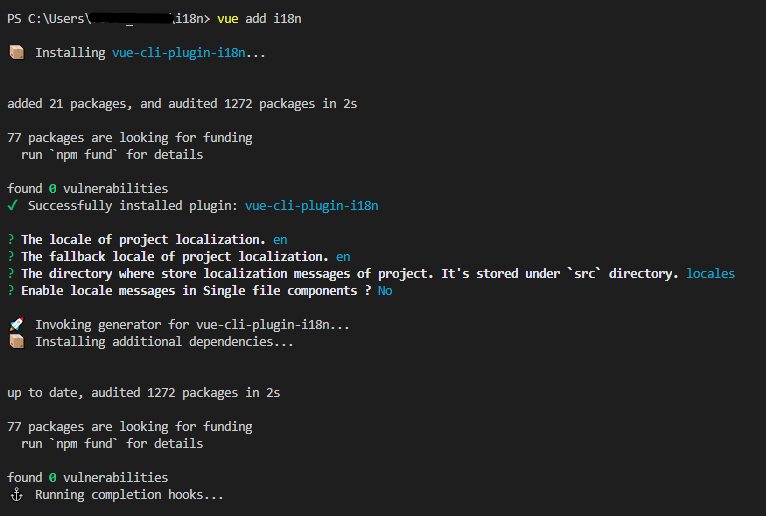 PS C:\Users\ \i18n> vue add i18n
Installing vue-cli-plugin-i18n...
added 21 packages, and audited 1272 packages in 2s
77 packages are looking for funding
run `npm fund` for details
found 0 vulnerabilities
✓ Successfully installed plugin: vue-cli-plugin-i18n
? The locale of project localization. en
? The fallback locale of project localization. en
? The directory where store localization messages of project. It's stored under `src` directory. locales
? Enable locale messages in Single file components ? No
🚀 Invoking generator for vue-cli-plugin-i18n...
📦 Installing additional dependencies...
up to date, audited 1272 packages in 2s
77 packages are looking for funding
run `npm fund` for details
found 0 vulnerabilities
⚓ Running completion hooks...